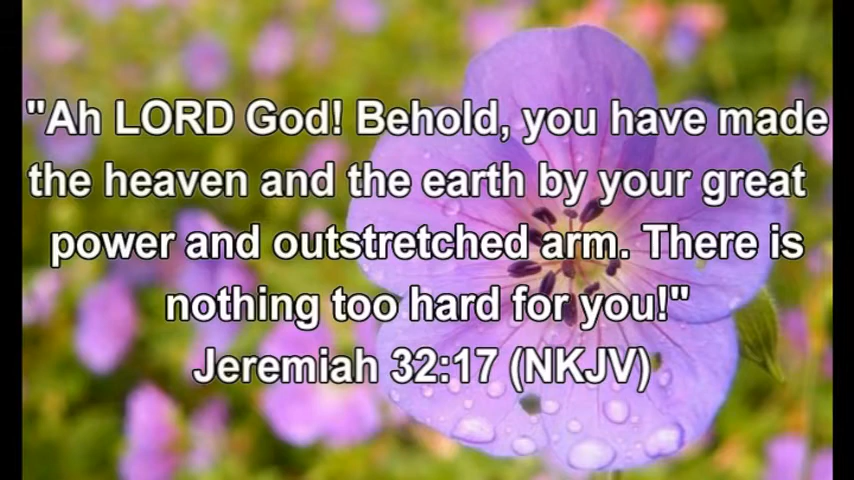 "Ah LORD God! Behold, you have made
the heaven and the earth by your great
power and outstretched arm. There is
nothing too hard for you!"
Jeremiah 32:17 (NKJV)